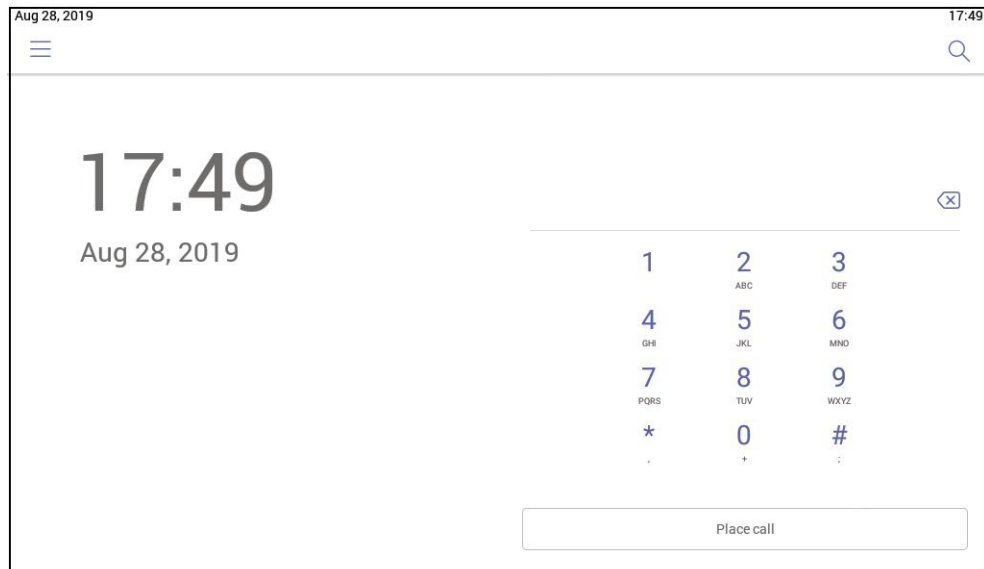 Aug 28, 2019 17:49
17:49
Aug 28, 2019
1 2 3
ABC DEF
4 5 6
GHI JKL MNO
7 8 9
PQRS TUV WXYZ
* 0 #
, + ;
Place call